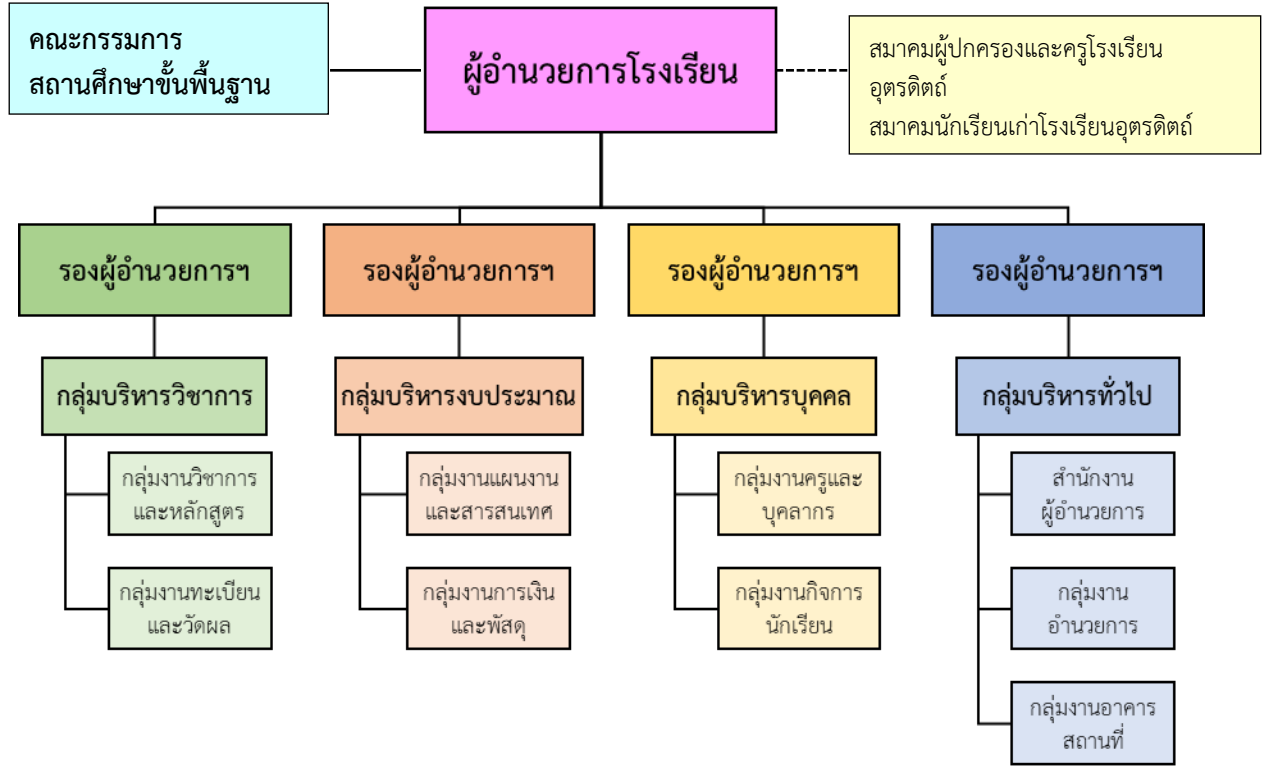 คณะกรรมการ
สถานศึกษาขั้นพื้นฐาน
ผู้อำนวยการโรงเรียน
สมาคมผู้ปกครองและครูโรงเรียน
อุตรดิตถ์
สมาคมนักเรียนเก่าโรงเรียนอุตรดิตถ์
รองผู้อำนวยการฯ
รองผู้อำนวยการฯ
รองผู้อำนวยการฯ
รองผู้อำนวยการฯ
กลุ่มบริหารวิชาการ
กลุ่มบริหารงบประมาณ
กลุ่มบริหารบุคคล
กลุ่มบริหารทั่วไป
กลุ่มงานวิชาการ
และหลักสูตร
กลุ่มงานแผนงาน
และสารสนเทศ
กลุ่มงานครูและ
บุคลากร
สำนักงาน
ผู้อำนวยการ
กลุ่มงานทะเบียน
และวัดผล
กลุ่มงานการเงิน
และพัสดุ
กลุ่มงานกิจการ
นักเรียน
กลุ่มงาน
อำนวยการ
กลุ่มงานอาคาร
สถานที่